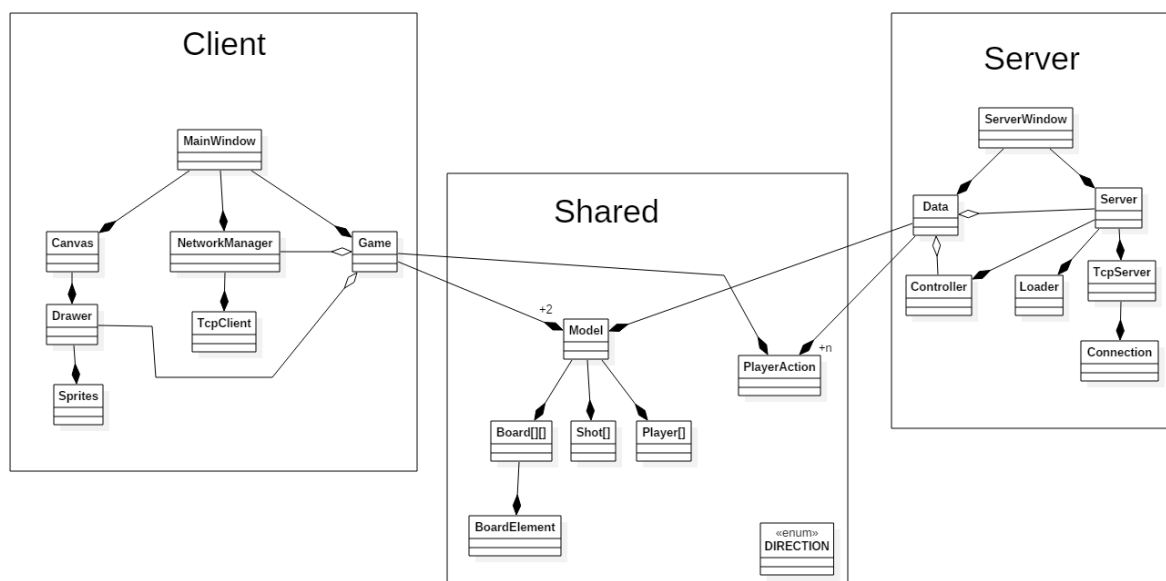 Client
MainWindow
Canvas
NetworkManager
Game
Drawer
TcpClient
Sprites
Shared
+2
Model
+n
PlayerAction
Board[][]
Shot[]
Player[]
BoardElement
«enum»
DIRECTION
Server
ServerWindow
Data
Server
Controller
Loader
TcpServer
Connection